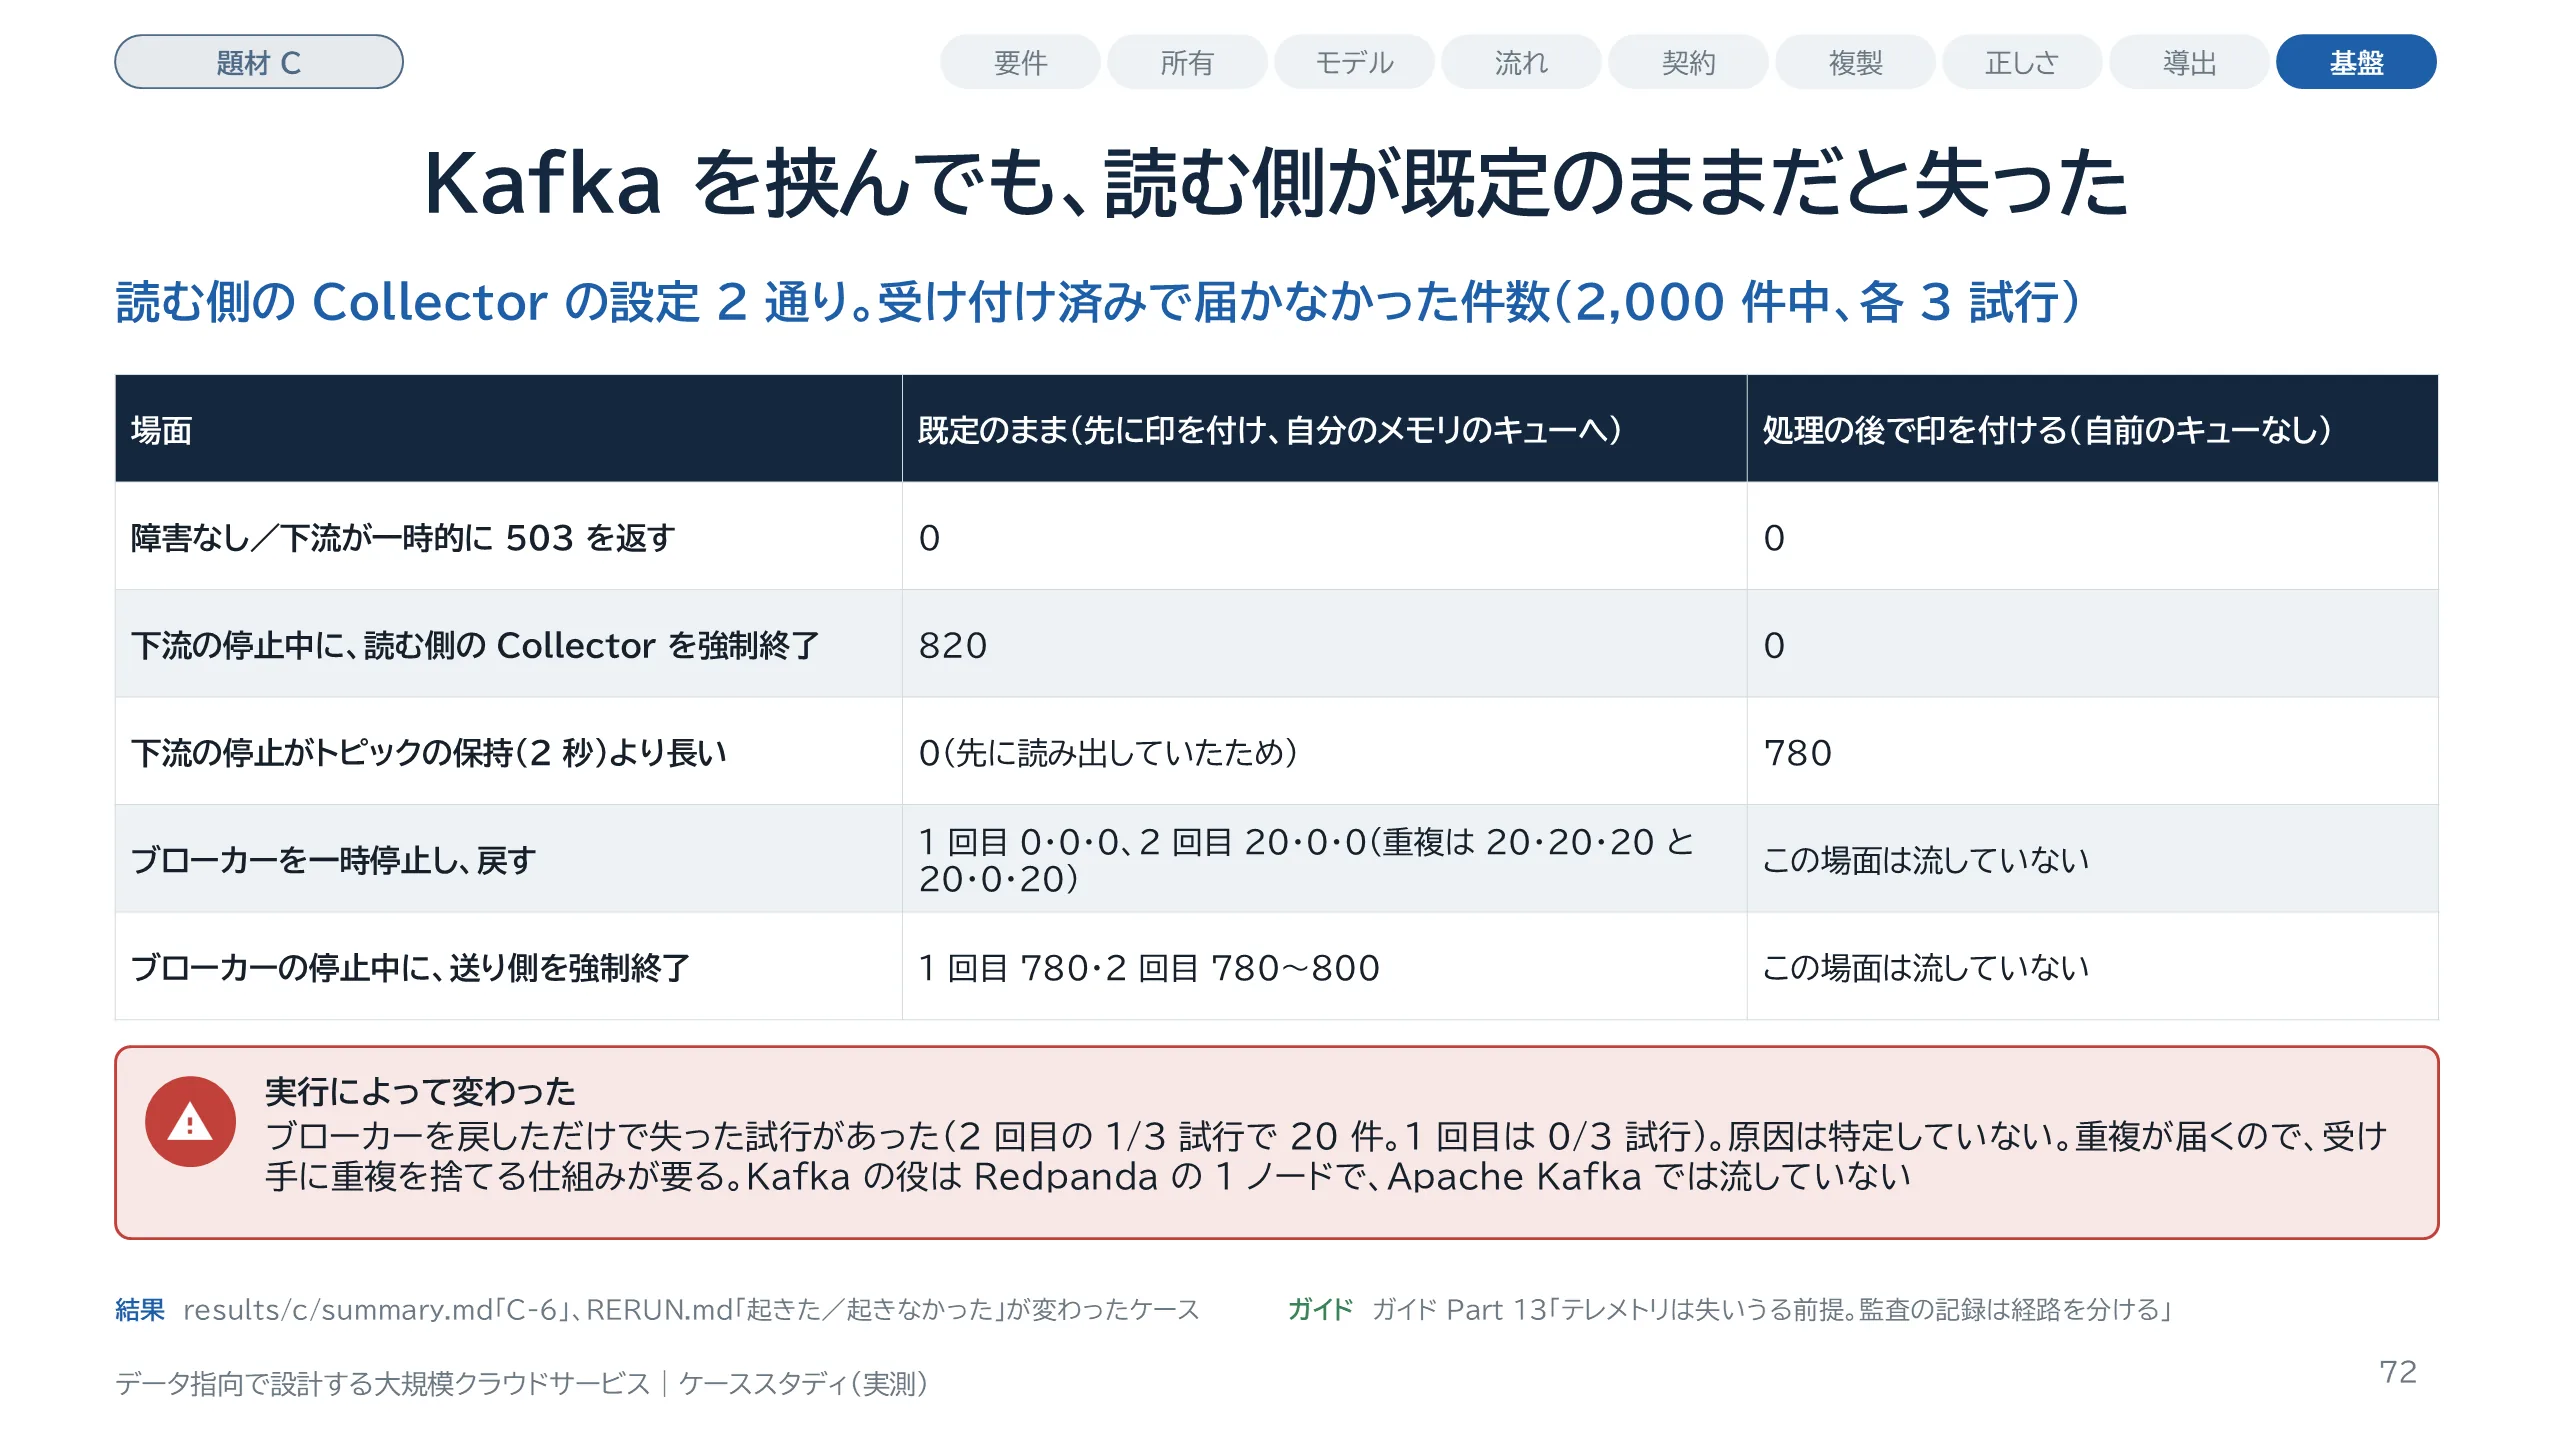 題材 C
要件
所有
モデル
流れ
契約
複製
正しさ
導出
基盤
Kafka を挟んでも、読む側が既定のままだと失った
読む側の Collector の設定 2 通り。受け付け済みで届かなかった件数（2,000 件中、各 3 試行）
場面
既定のまま（先に印を付け、自分のメモリのキューへ）
処理の後で印を付ける（自前のキューなし）
障害なし／下流が一時的に 503 を返す
0
0
下流の停止中に、読む側の Collector を強制終了
820
0
下流の停止がトピックの保持（2 秒）より長い
0（先に読み出していたため）
780
ブローカーを一時停止し、戻す
1 回目 0・0・0、2 回目 20・0・0（重複は 20・20・20 と
20・0・20）
この場面は流していない
ブローカーの停止中に、送り側を強制終了
1 回目 780・2 回目 780〜800
この場面は流していない
実行によって変わった
ブローカーを戻しただけで失った試行があった（2 回目の 1/3 試行で 20 件。1 回目は 0/3 試行）。原因は特定していない。重複が届くので、受け
手に重複を捨てる仕組みが要る。Kafka の役は Redpanda の 1 ノードで、Apache Kafka では流していない
結果 results/c/summary.md「C-6」、RERUN.md「起きた／起きなかった」が変わったケース
ガイド ガイド Part 13「テレメトリは失いうる前提。監査の記録は経路を分ける」
データ指向で設計する大規模クラウドサービス｜ケーススタディ（実測）
72